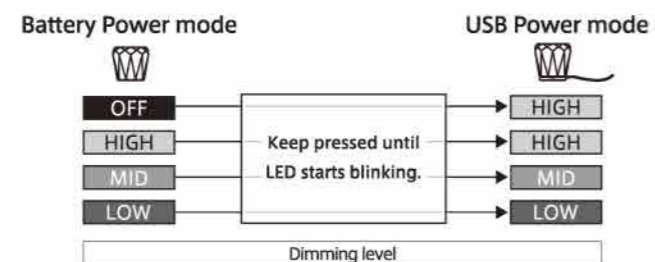 Battery Power mode USB Power mode
OFF HIGH
HIGH Keep pressed until HIGH
MID LED starts blinking. MID
LOW LOW
Dimming level